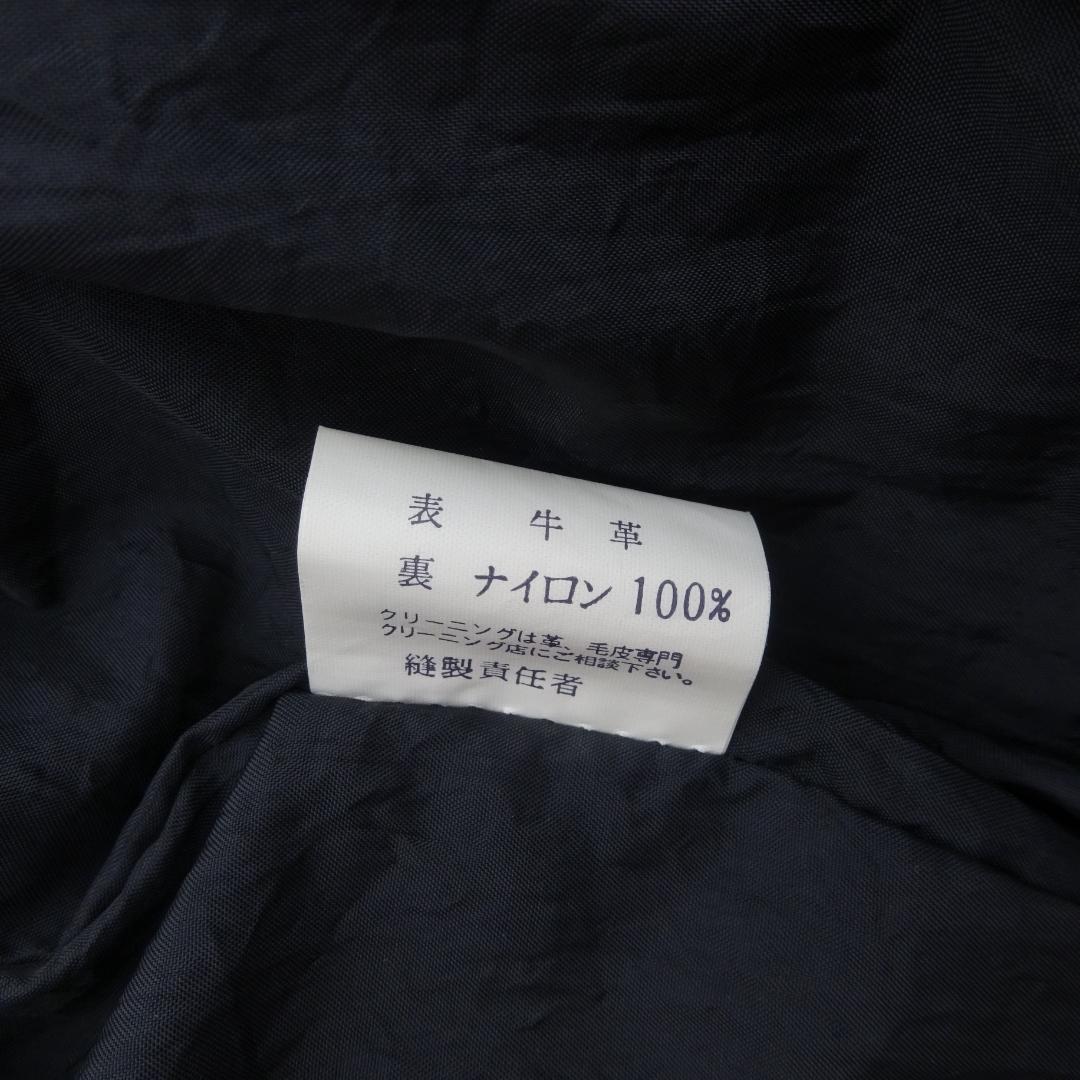 表 牛 革
裏 ナイロン 100%
クリーニングは革、毛皮専門
クリーニング店にご相談下さい。
縫製責任者